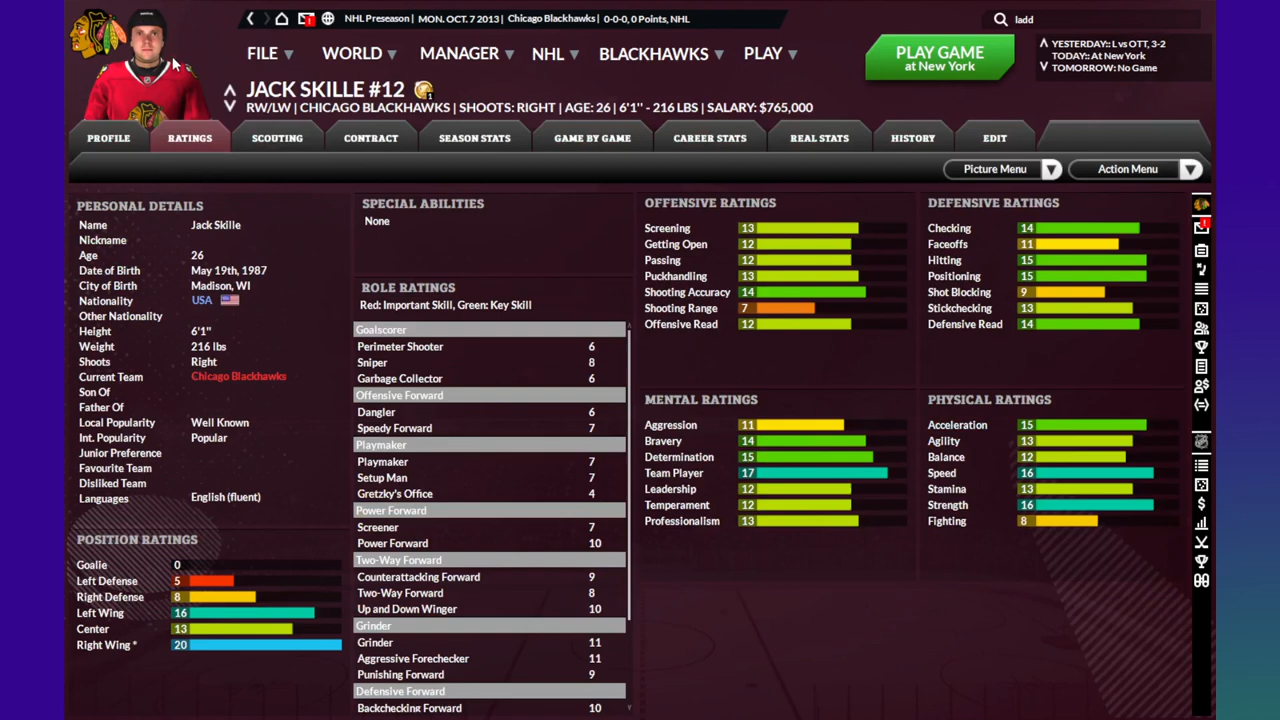 NHL Preseason | MON. OCT. 7 2013 | Chicago Blackhawks | 0-0-0, 0 Points, NHL
ladd
FILE WORLD MANAGER NHL BLACKHAWKS PLAY
PLAY GAME
at New York
YESTERDAY:: L vs OTT, 3-2
TODAY:: At New York
TOMORROW: No Game
JACK SKILLE #12
RW/LW | CHICAGO BLACKHAWKS | SHOOTS: RIGHT | AGE: 26 | 6'1'' - 216 LBS | SALARY: $765,000
PROFILE RATINGS SCOUTING CONTRACT SEASON STATS GAME BY GAME CAREER STATS REAL STATS HISTORY EDIT
Picture Menu Action Menu
PERSONAL DETAILS
Name Jack Skille
Nickname
Age 26
Date of Birth May 19th, 1987
City of Birth Madison, WI
Nationality USA
Other Nationality
Height 6'1"
Weight 216 lbs
Shoots Right
Current Team Chicago Blackhawks
Son Of
Father Of
Local Popularity Well Known
Int. Popularity Popular
Junior Preference
Favourite Team
Disliked Team
Languages English (fluent)
POSITION RATINGS
Goalie 0
Left Defense 5
Right Defense 8
Left Wing 16
Center 13
Right Wing * 20
SPECIAL ABILITIES
None
ROLE RATINGS
Red: Important Skill, Green: Key Skill
Goalscorer
Perimeter Shooter 6
Sniper 8
Garbage Collector 6
Offensive Forward
Dangler 6
Speedy Forward 7
Playmaker
Playmaker 7
Setup Man 7
Gretzky's Office 4
Power Forward
Screener 7
Power Forward 10
Two-Way Forward
Counterattacking Forward 9
Two-Way Forward 8
Up and Down Winger 10
Grinder
Grinder 11
Aggressive Forechecker 11
Punishing Forward 9
Defensive Forward
Backchecking Forward 10
OFFENSIVE RATINGS
Screening 13
Getting Open 12
Passing 12
Puckhandling 13
Shooting Accuracy 14
Shooting Range 7
Offensive Read 12
DEFENSIVE RATINGS
Checking 14
Faceoffs 11
Hitting 15
Positioning 15
Shot Blocking 9
Stickchecking 13
Defensive Read 14
MENTAL RATINGS
Aggression 11
Bravery 14
Determination 15
Team Player 17
Leadership 12
Temperament 12
Professionalism 13
PHYSICAL RATINGS
Acceleration 15
Agility 13
Balance 12
Speed 16
Stamina 13
Strength 16
Fighting 8